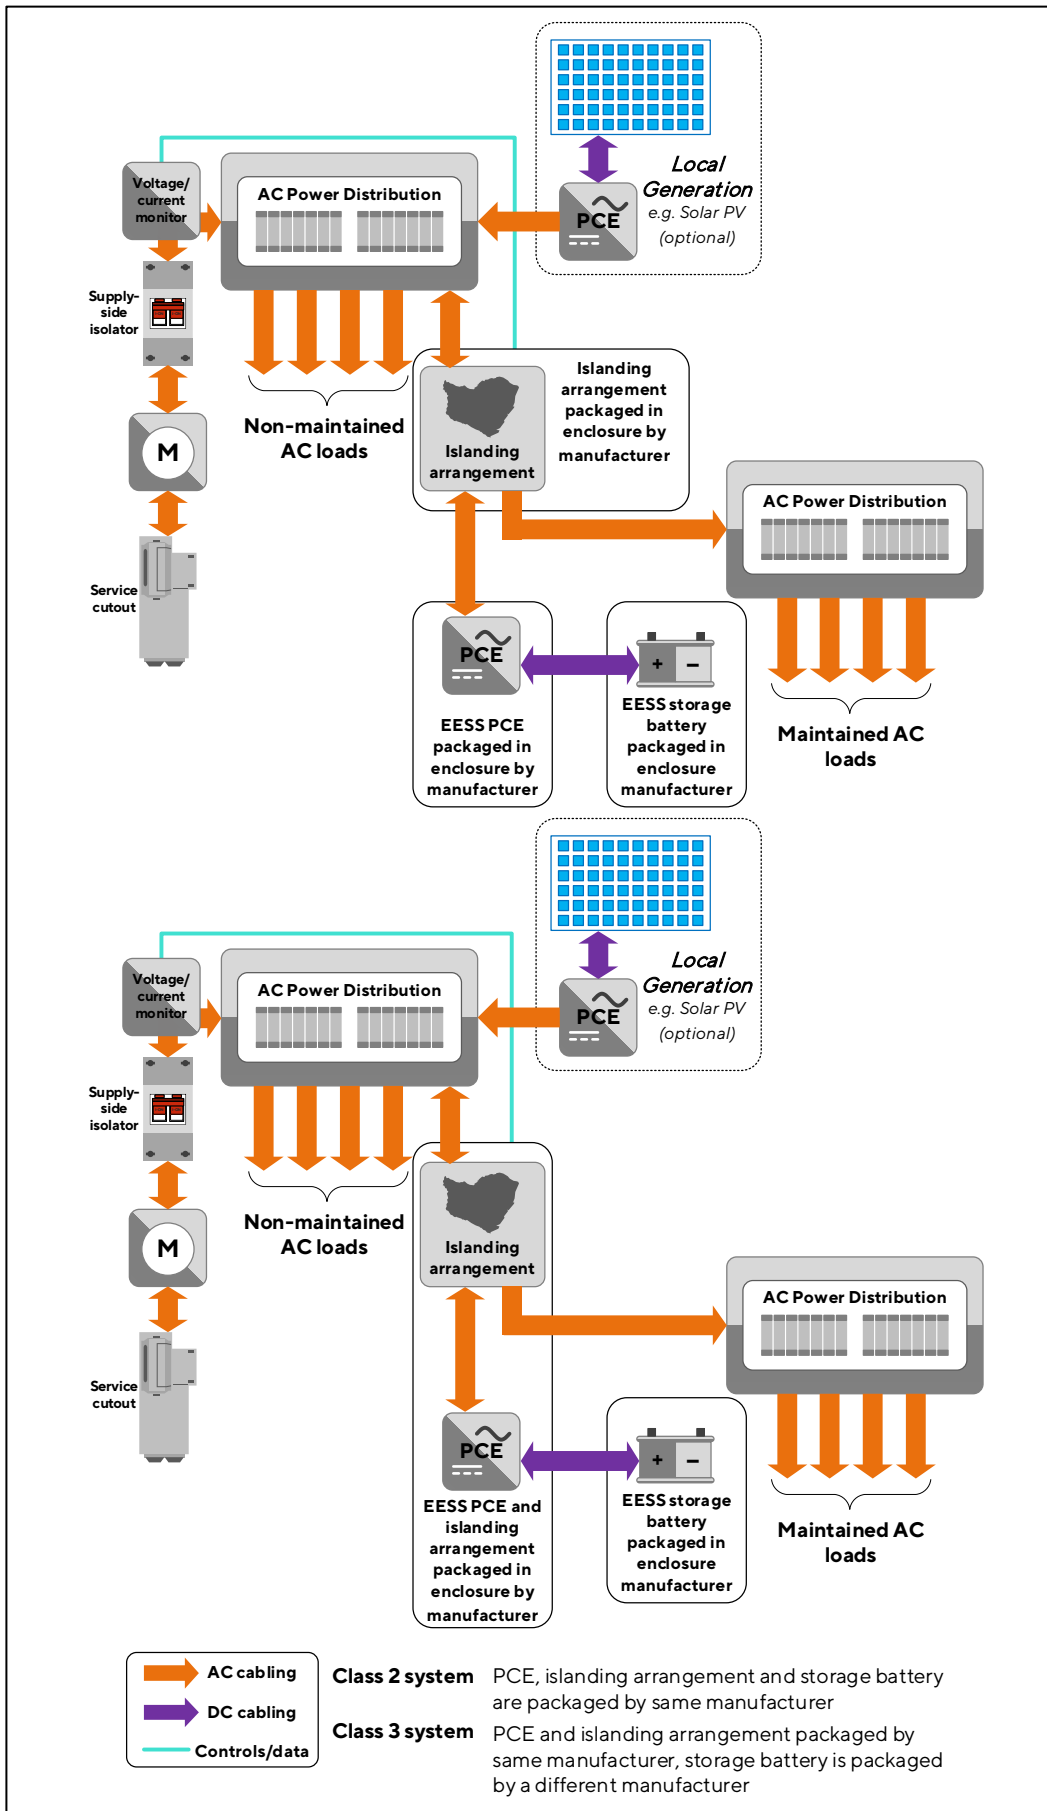 Local
Generation
e.g. Solar PV
(optional)
PCE
Voltage/
current
monitor
AC Power Distribution
Supply-
side
isolator
Non-maintained
AC loads
M
Service
cutout
Islanding
arrangement
Islanding
arrangement
packaged in
enclosure by
manufacturer
AC Power Distribution
PCE
EESS PCE
packaged in
enclosure by
manufacturer
+ –
EESS storage
battery
packaged in
enclosure
manufacturer
Maintained AC
loads
Local
Generation
e.g. Solar PV
(optional)
PCE
Voltage/
current
monitor
AC Power Distribution
Supply-
side
isolator
Non-maintained
AC loads
M
Service
cutout
Islanding
arrangement
AC Power Distribution
PCE
EESS PCE and
islanding
arrangement
packaged in
enclosure by
manufacturer
+ –
EESS storage
battery
packaged in
enclosure
manufacturer
Maintained AC
loads
AC cabling
DC cabling
Controls/data
Class 2 system PCE, islanding arrangement and storage battery
are packaged by same manufacturer
Class 3 system PCE and islanding arrangement packaged by
same manufacturer, storage battery is packaged
by a different manufacturer